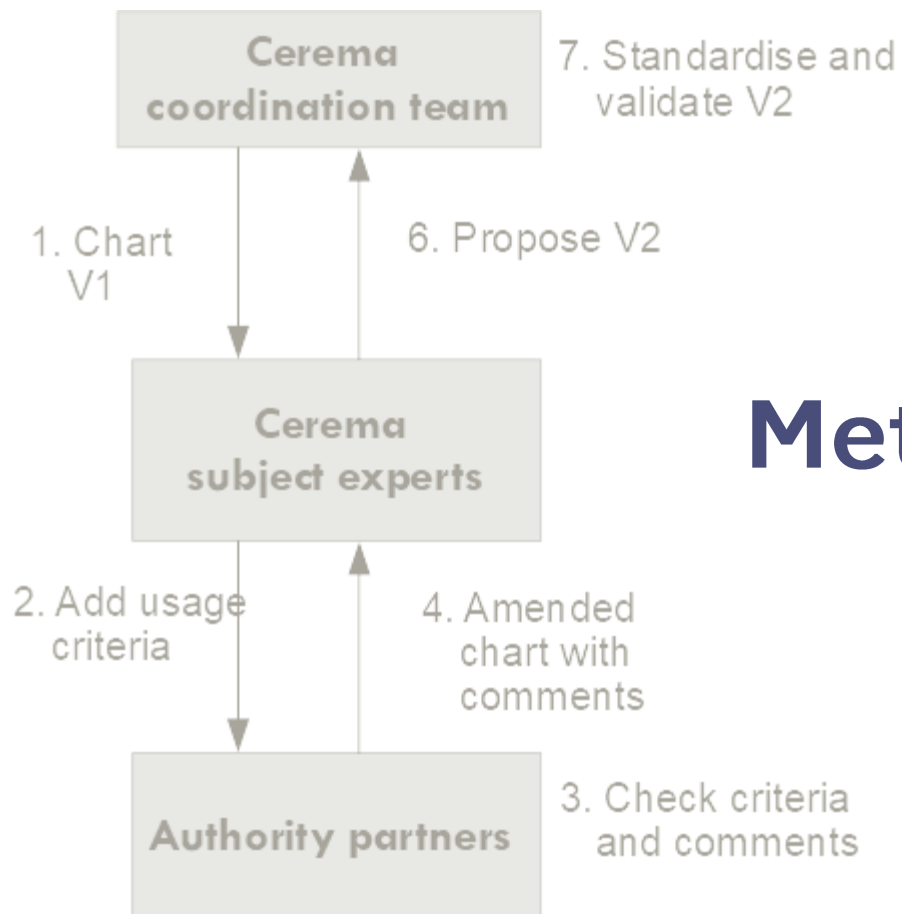 Cerema
coordination team
7. Standardise and
validate V2
1. Chart
V1
6. Propose V2
Cerema
subject experts
2. Add usage
criteria
4. Amended
chart with
comments
Authority partners
3. Check criteria
and comments